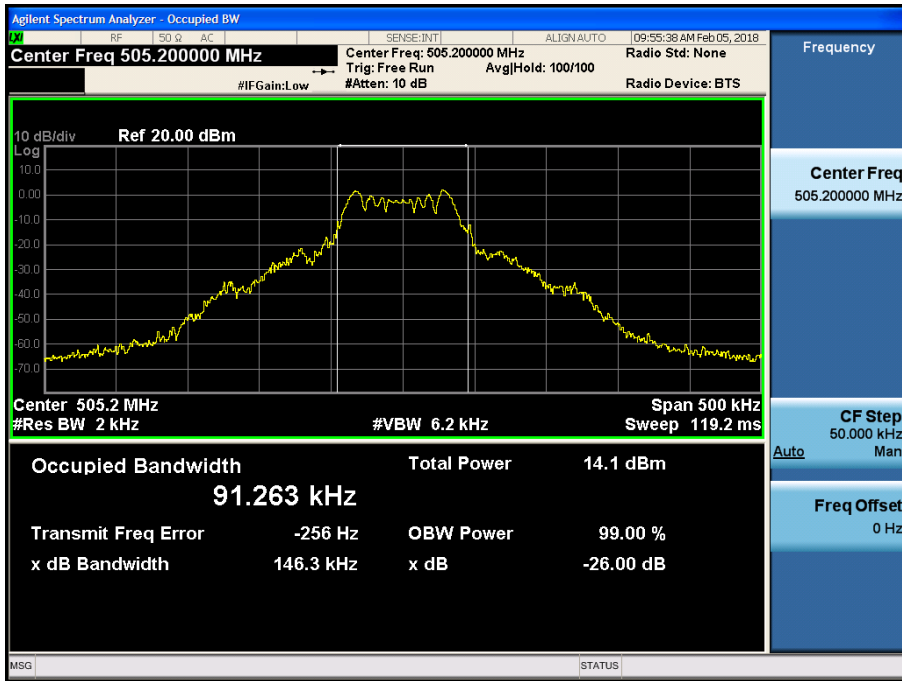 Agilent Spectrum Analyzer - Occupied BW
LXI RF 50 Ω AC SENSE:INT ALIGN AUTO 09:55:38 AM Feb 05, 2018
Center Freq 505.200000 MHz
Center Freq: 505.200000 MHz
Radio Std: None
Trig: Free Run Avg|Hold: 100/100
#IFGain:Low
#Atten: 10 dB
Radio Device: BTS
10 dB/div Ref 20.00 dBm
Log
10.0
0.00
-10.0
-20.0
-30.0
-40.0
-50.0
-60.0
-70.0
Center 505.2 MHz Span 500 kHz
#Res BW 2 kHz #VBW 6.2 kHz Sweep 119.2 ms
Occupied Bandwidth Total Power 14.1 dBm
91.263 kHz
Transmit Freq Error -256 Hz OBW Power 99.00 %
x dB Bandwidth 146.3 kHz x dB -26.00 dB
MSG STATUS
Frequency
Center Freq
505.200000 MHz
CF Step
50.000 kHz
Auto Man
Freq Offset
0 Hz